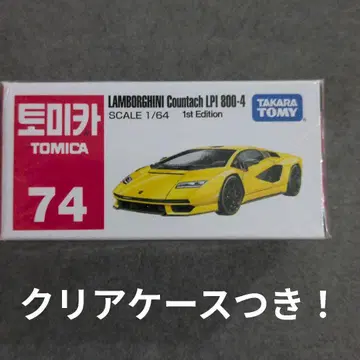 LAMBORGHINI Countach LPI 800-4
SCALE 1/64 1st Edition
TAKARA
TOMY
토미카
TOMICA
74
クリアケースつき！